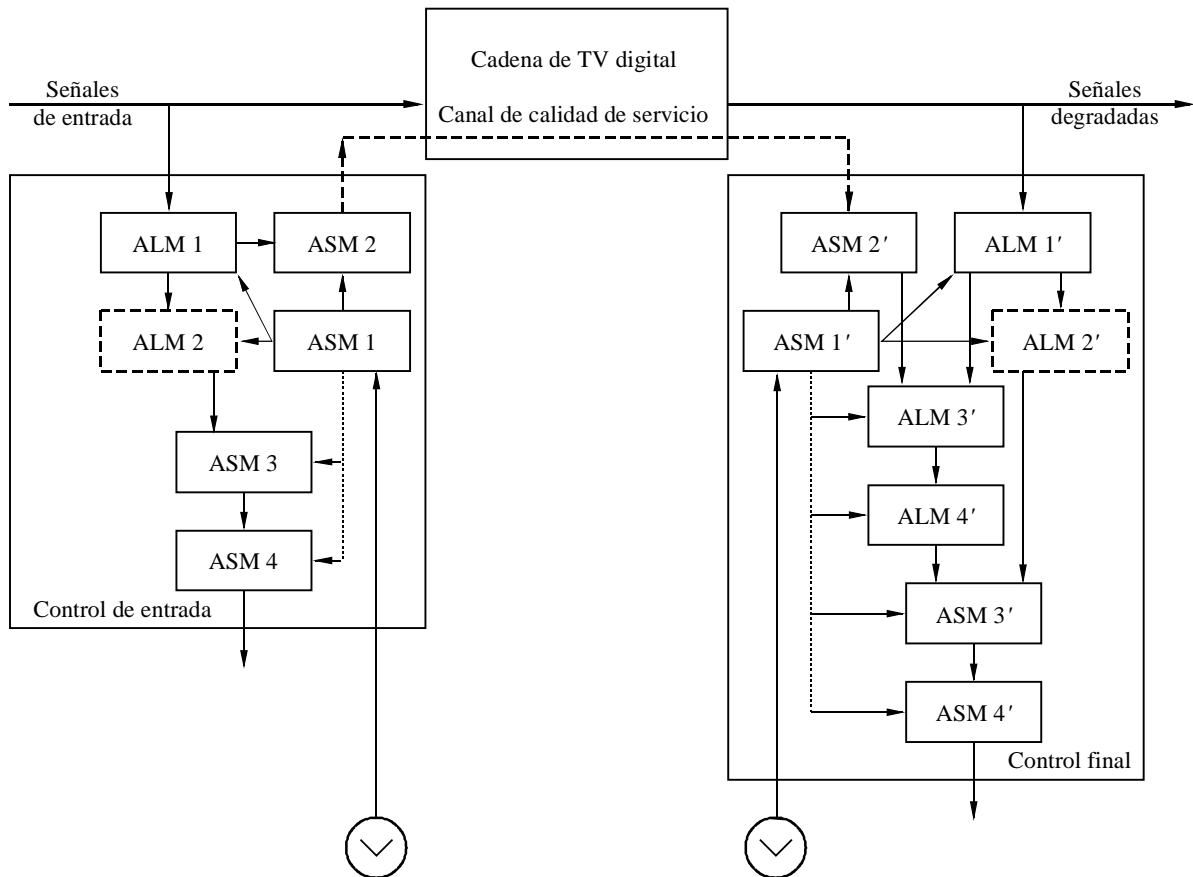 Cadena de TV digital
Canal de calidad de servicio
Señales
de entrada
Señales
degradadas
ALM 1
ASM 2
ALM 2
ASM 1
ASM 3
ASM 4
Control de entrada
ASM 2′
ALM 1′
ASM 1′
ALM 2′
ALM 3′
ALM 4′
ASM 3′
ASM 4′
Control final